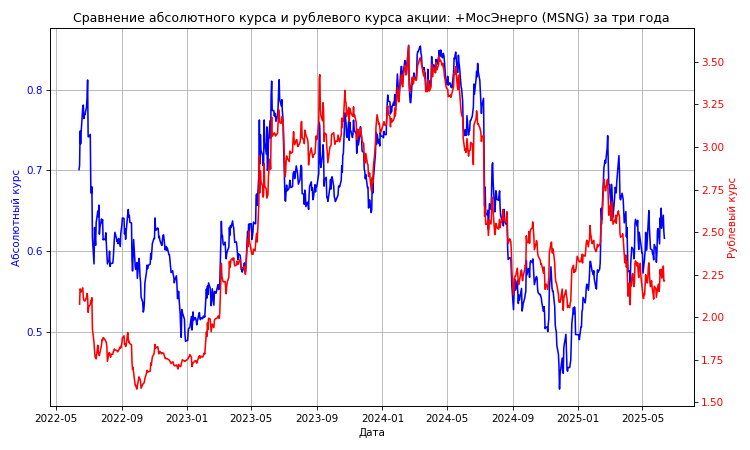 Сравнение абсолютного курса и рублевого курса акции: +МосЭнерго (MSNG) за три года
Абсолютный курс
0.8
0.7
0.6
0.5
3.50
3.25
3.00
2.75
2.50
2.25
2.00
1.75
1.50
Рублевый курс
2022-05 2022-09 2023-01 2023-05 2023-09 2024-01 2024-05 2024-09 2025-01 2025-05
Дата